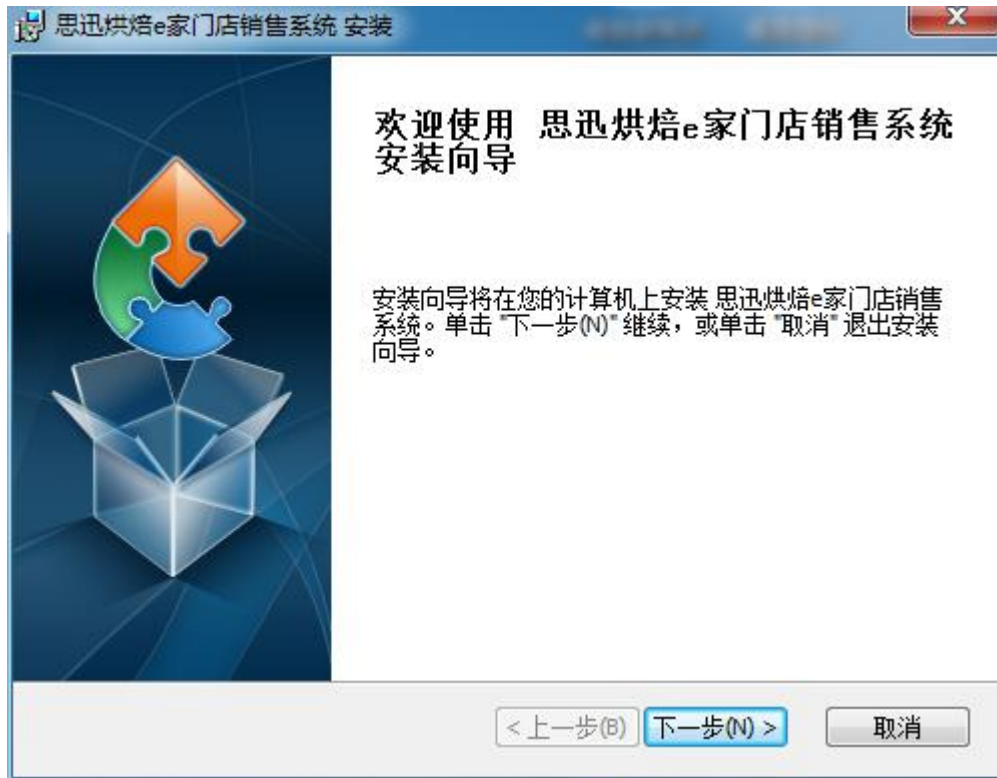 思迅烘焙e家门店销售系统 安装
欢迎使用 思迅烘焙e家门店销售系统
安装向导
安装向导将在您的计算机上安装 思迅烘焙e家门店销售
系统。单击 "下一步(N)" 继续，或单击 "取消" 退出安装
向导。
< 上一步(B) 下一步(N) > 取消